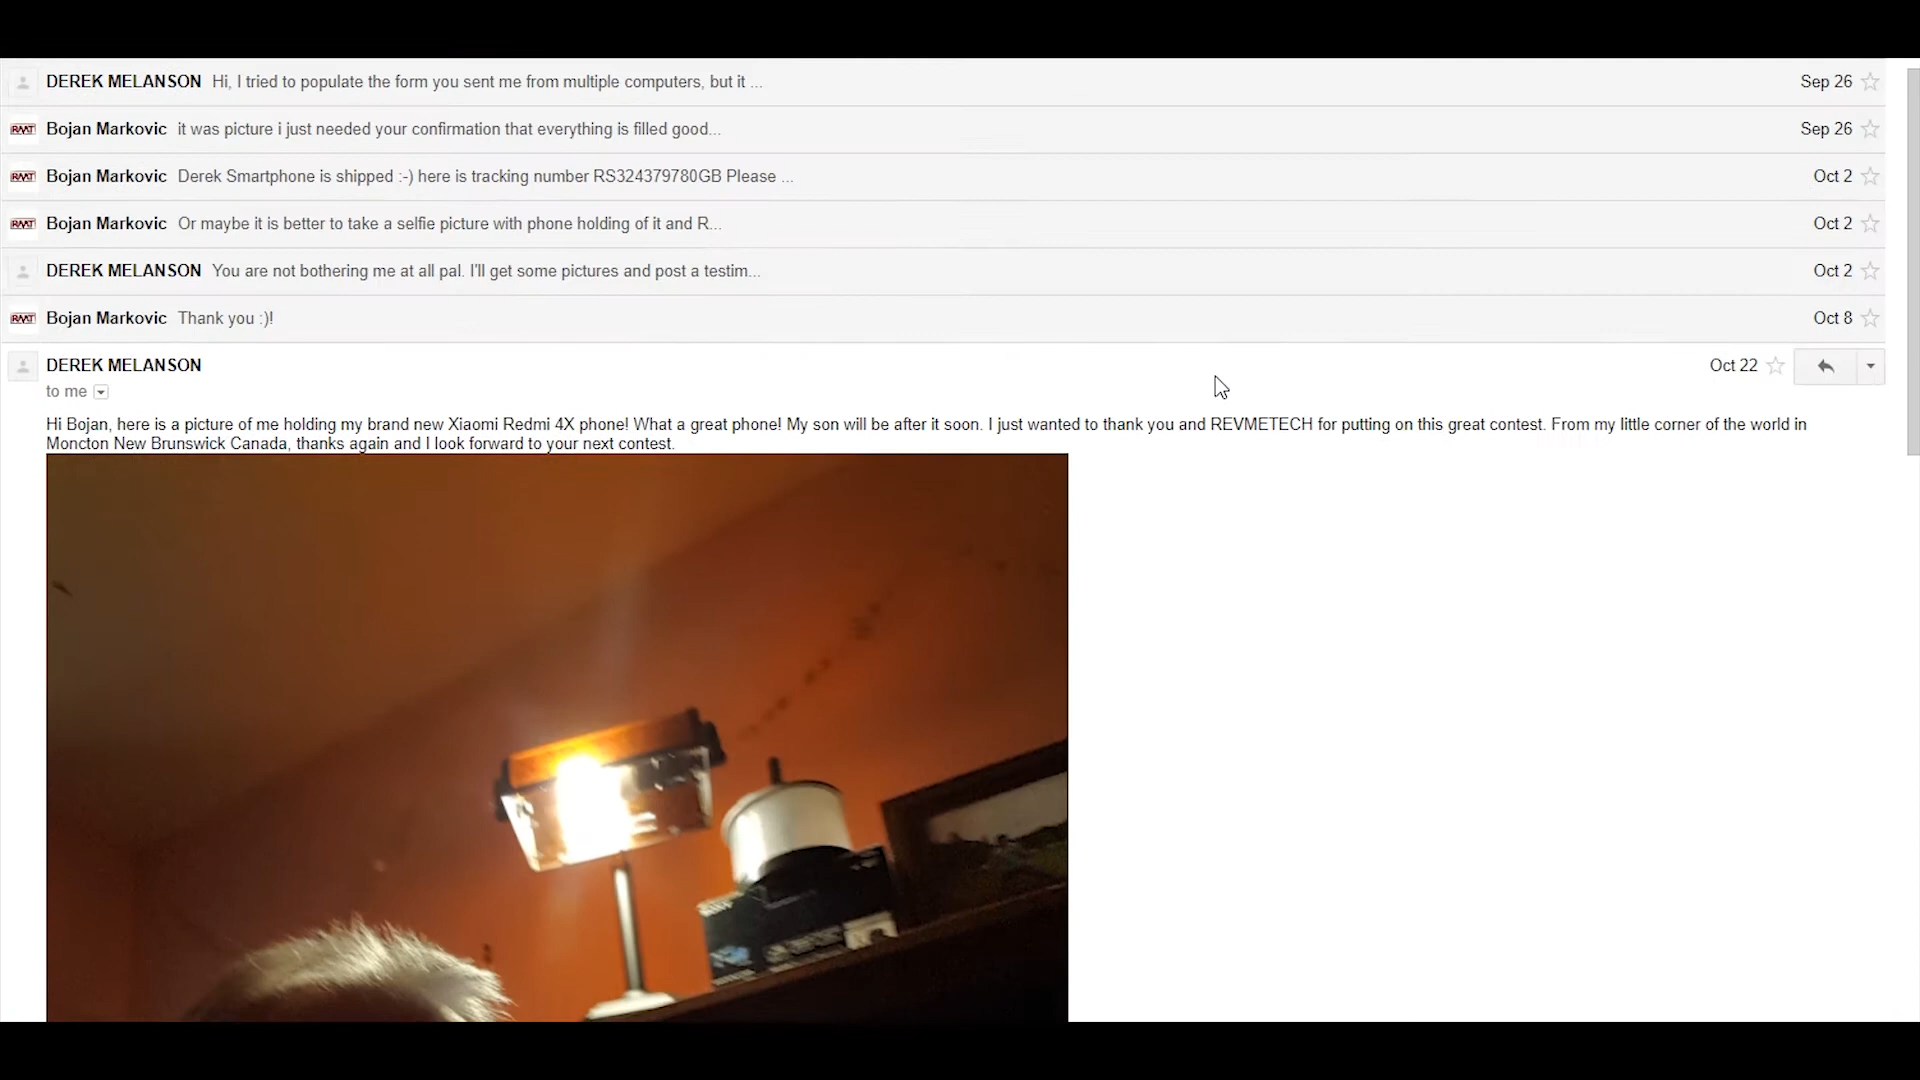 DEREK MELANSON Hi, I tried to populate the form you sent me from multiple computers, but it ... Sep 26
RMT Bojan Markovic it was picture i just needed your confirmation that everything is filled good... Sep 26
RMT Bojan Markovic Derek Smartphone is shipped :-) here is tracking number RS324379780GB Please ... Oct 2
RMT Bojan Markovic Or maybe it is better to take a selfie picture with phone holding of it and R... Oct 2
DEREK MELANSON You are not bothering me at all pal. I'll get some pictures and post a testim... Oct 2
RMT Bojan Markovic Thank you :)! Oct 8
DEREK MELANSON Oct 22
to me
Hi Bojan, here is a picture of me holding my brand new Xiaomi Redmi 4X phone! What a great phone! My son will be after it soon. I just wanted to thank you and REVMETECH for putting on this great contest. From my little corner of the world in
Moncton New Brunswick Canada, thanks again and I look forward to your next contest.